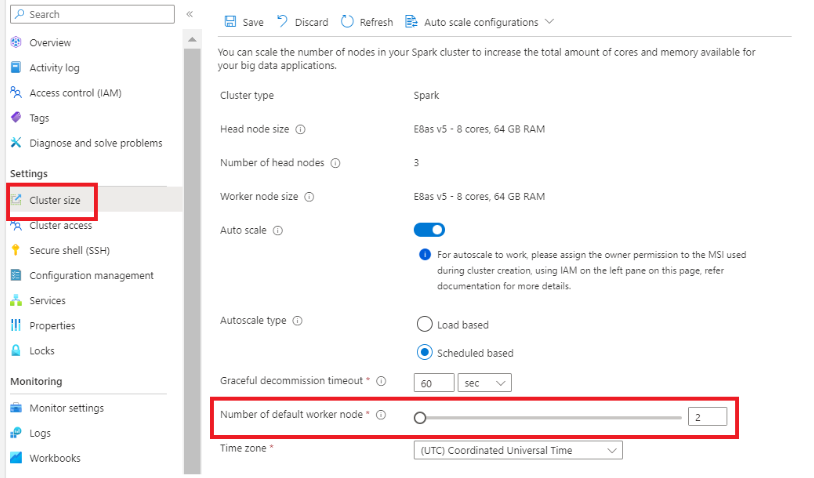 Search
«
Overview
Activity log
Access control (IAM)
Tags
Diagnose and solve problems
Settings
Cluster size
Cluster access
Secure shell (SSH)
Configuration management
Services
Properties
Locks
Monitoring
Monitor settings
Logs
Workbooks
Save Discard Refresh Auto scale configurations
You can scale the number of nodes in your Spark cluster to increase the total amount of cores and memory available for
your big data applications.
Cluster type Spark
Head node size E8as v5 - 8 cores, 64 GB RAM
Number of head nodes 3
Worker node size E8as v5 - 8 cores, 64 GB RAM
Auto scale
For autoscale to work, please assign the owner permission to the MSI used
during cluster creation, using IAM on the left pane on this page, refer
documentation for more details.
Autoscale type Load based
Scheduled based
Graceful decommission timeout * 60 sec
Number of default worker node * 2
Time zone * (UTC) Coordinated Universal Time